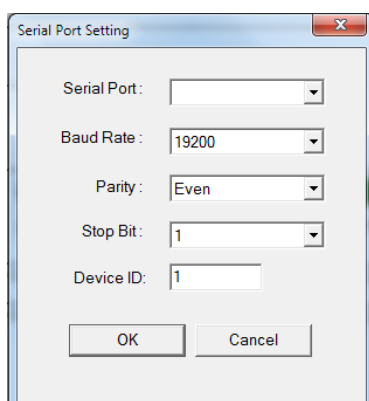 Serial Port Setting
Serial Port :
Baud Rate : 19200
Parity : Even
Stop Bit : 1
Device ID: 1
OK Cancel